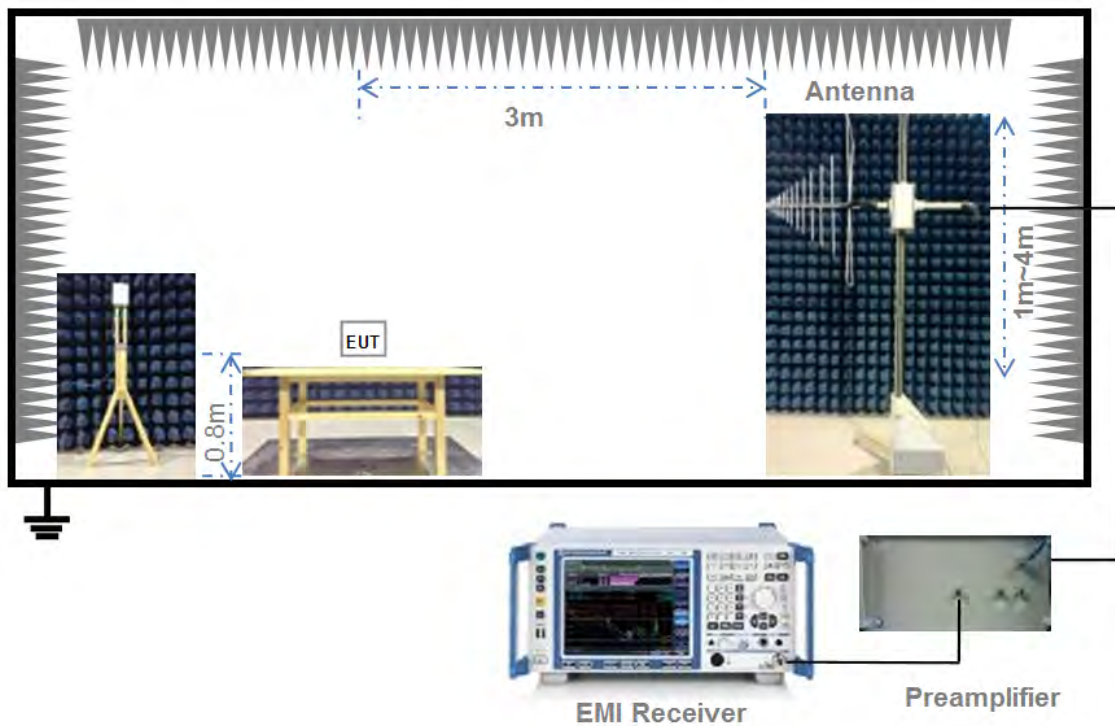 Antenna
3m
1m~4m
EUT
0.8m
EMI Receiver
Preamplifier